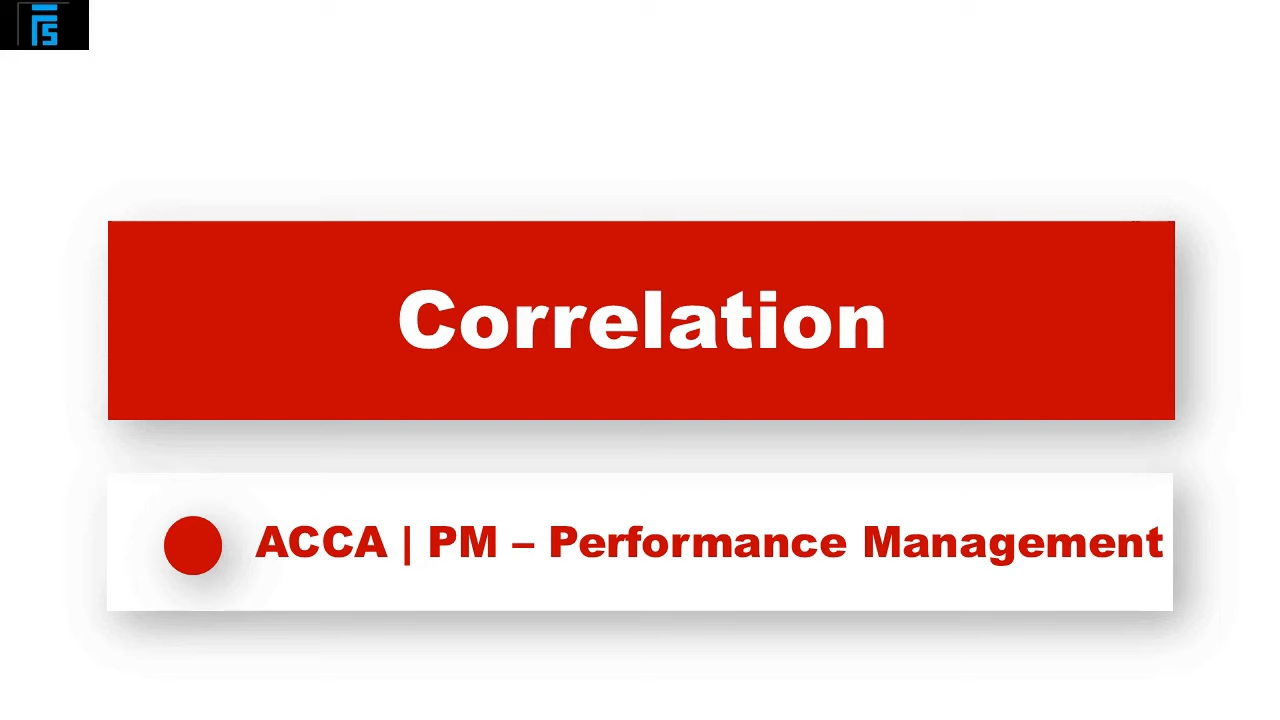 Correlation
ACCA | PM – Performance Management